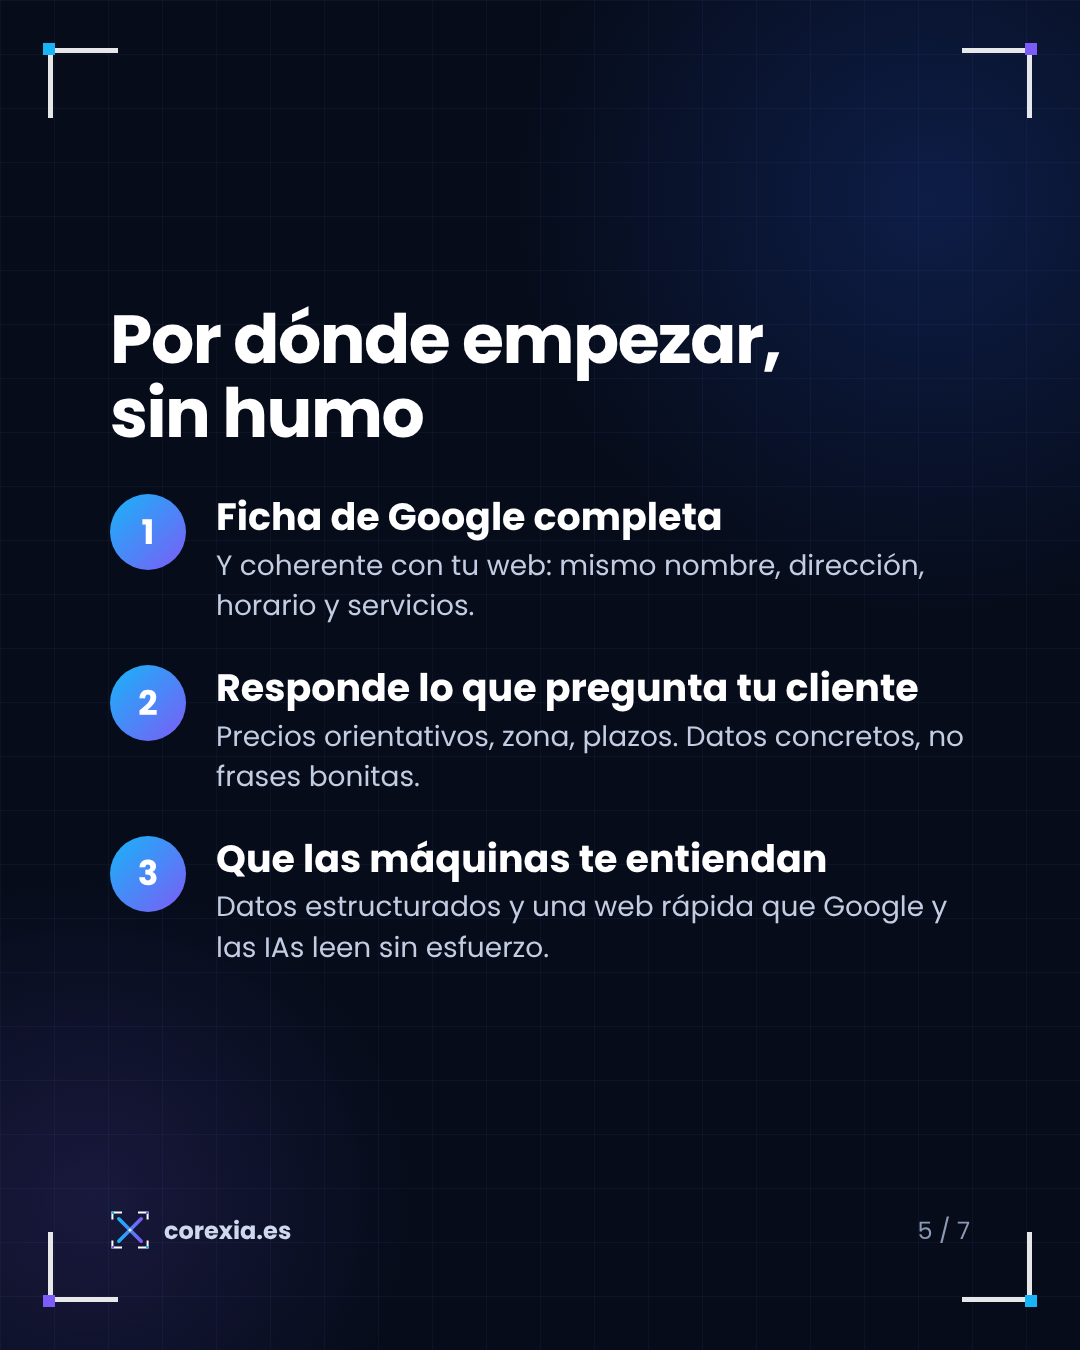 Por dónde empezar,
sin humo
1
Ficha de Google completa
Y coherente con tu web: mismo nombre, dirección,
horario y servicios.
2
Responde lo que pregunta tu cliente
Precios orientativos, zona, plazos. Datos concretos, no
frases bonitas.
3
Que las máquinas te entiendan
Datos estructurados y una web rápida que Google y
las IAs leen sin esfuerzo.
corexia.es
5 / 7